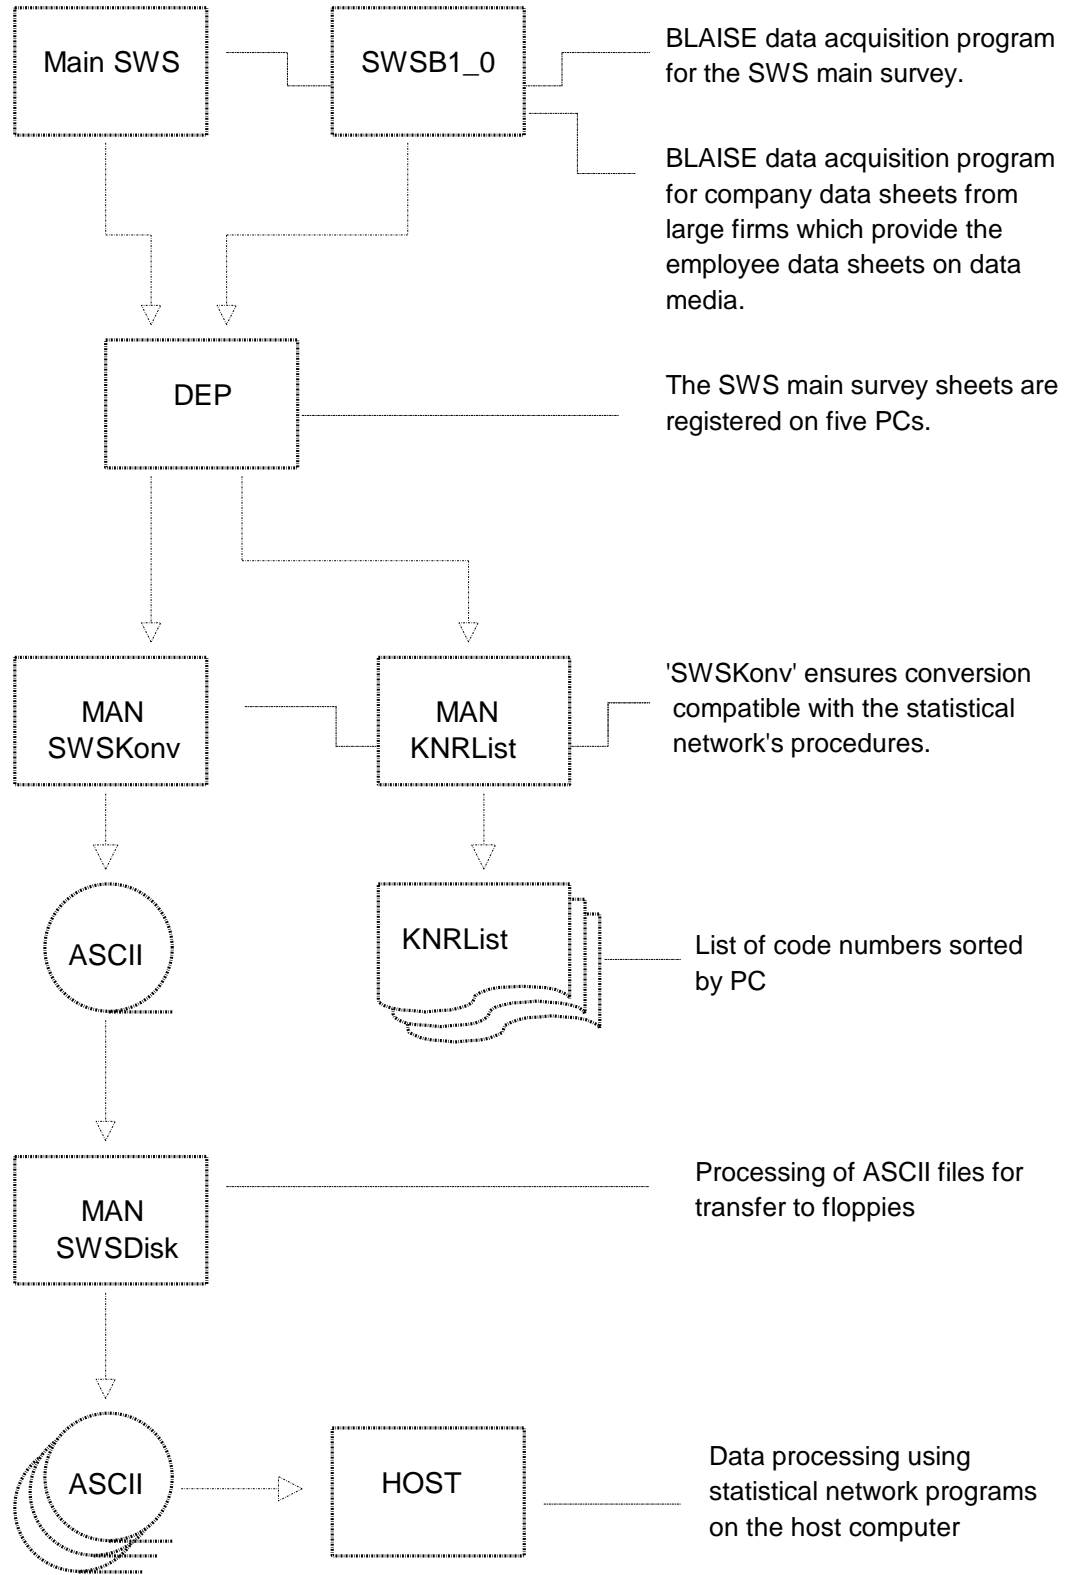 Main SWS
SWSB1_0
BLAISE data acquisition program
for the SWS main survey.
BLAISE data acquisition program
for company data sheets from
large firms which provide the
employee data sheets on data
media.
DEP
The SWS main survey sheets are
registered on five PCs.
MAN
SWSKonv
MAN
KNRList
'SWSKonv' ensures conversion
compatible with the statistical
network's procedures.
ASCII
KNRList
List of code numbers sorted
by PC
MAN
SWSDisk
Processing of ASCII files for
transfer to floppies
ASCII
HOST
Data processing using
statistical network programs
on the host computer